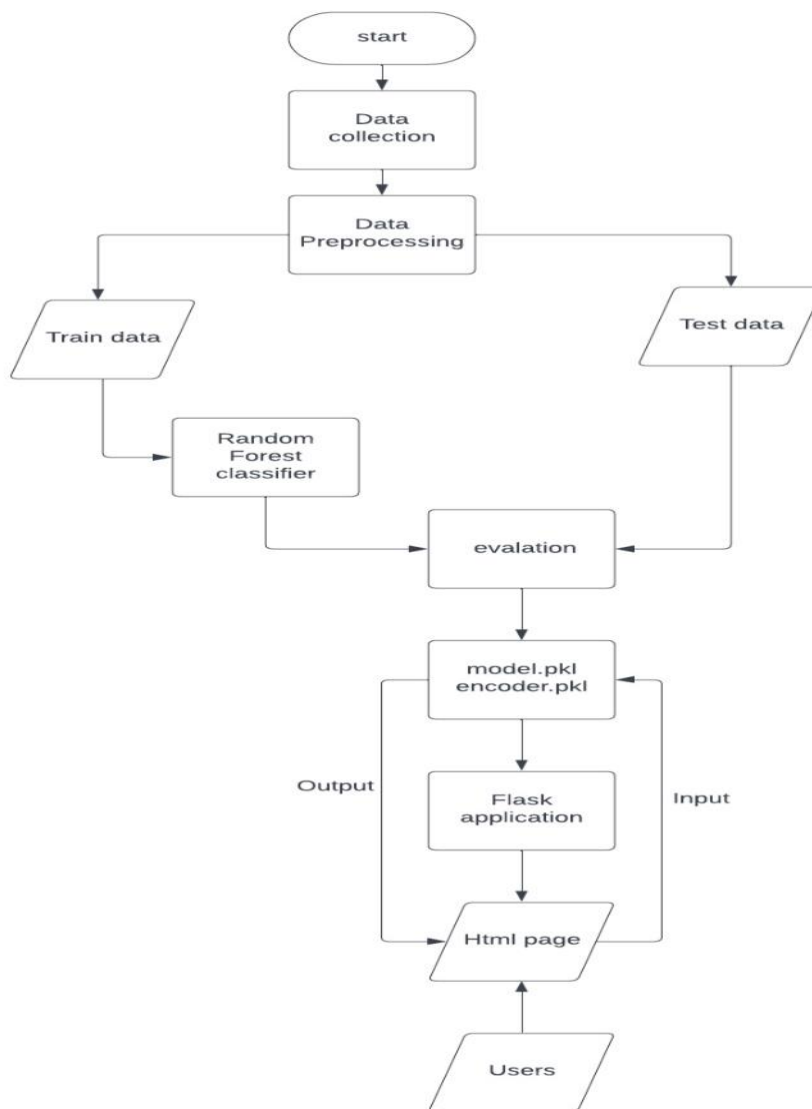 start
Data
collection
Data
Preprocessing
Train data
Test data
Random
Forest
classifier
evalation
model.pkl
encoder.pkl
Output
Input
Flask
application
Html page
Users